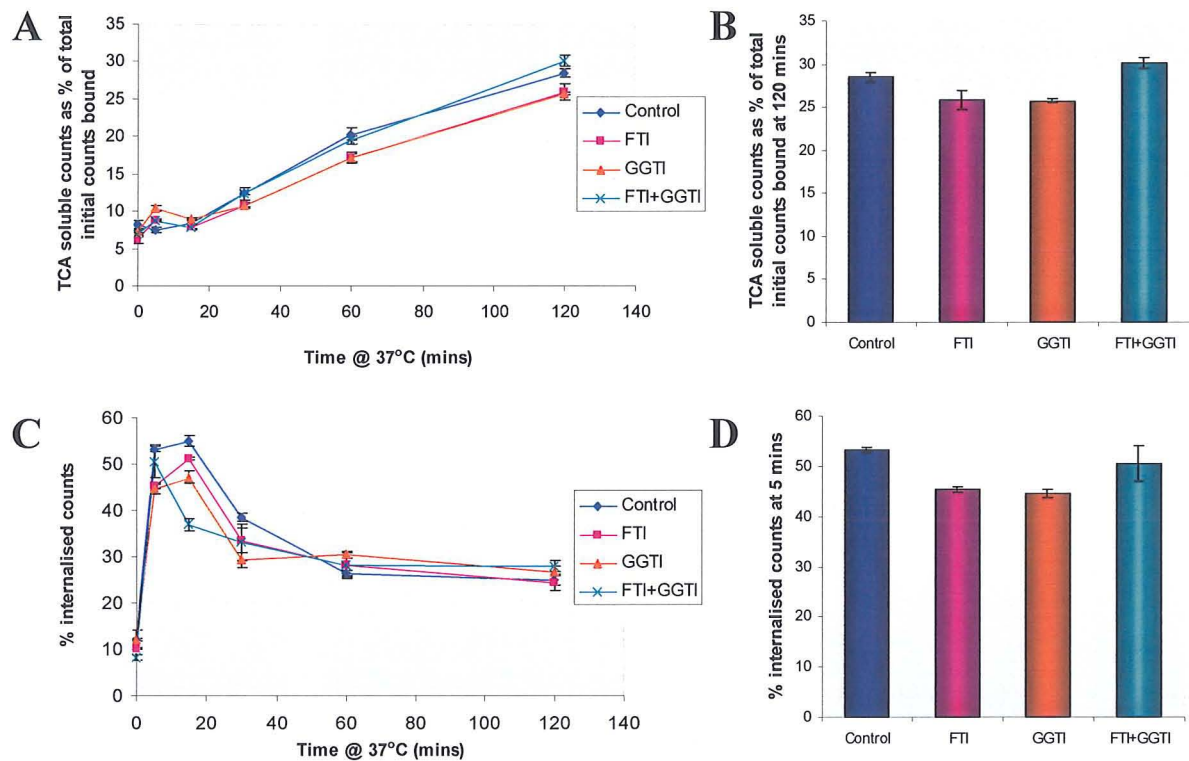 A
TCA soluble counts as % of total
initial counts bound
35
30
25
20
15
10
5
0
0 20 40 60 80 100 120 140
Time @ 37°C (mins)
Control
FTI
GGTI
FTI+GGTI
B
TCA soluble counts as % of total
initial counts bound at 120 mins
35
30
25
20
15
10
5
0
Control FTI GGTI FTI+GGTI
C
% internalised counts
60
50
40
30
20
10
0
0 20 40 60 80 100 120 140
Time @ 37°C (mins)
Control
FTI
GGTI
FTI+GGTI
D
% internalised counts at 5 mins
60
50
40
30
20
10
0
Control FTI GGTI FTI+GGTI